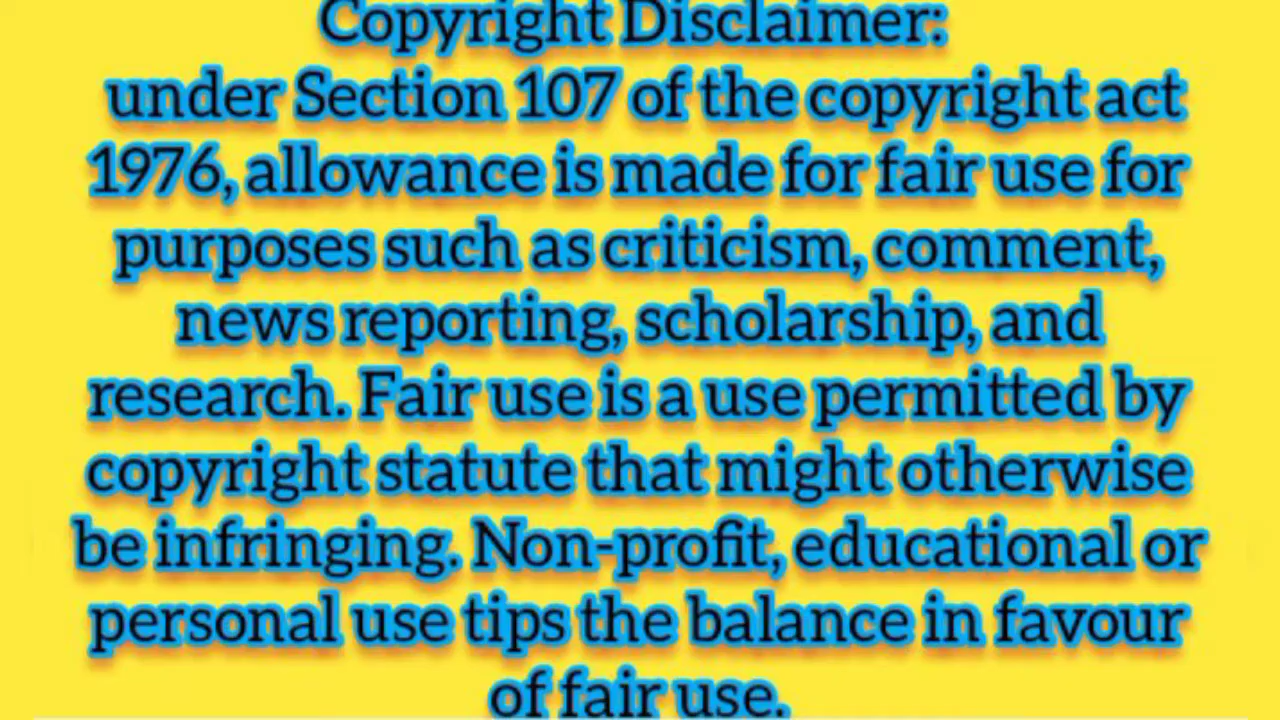 Copyright Disclaimer:
under Section 107 of the copyright act
1976, allowance is made for fair use for
purposes such as criticism, comment,
news reporting, scholarship, and
research. Fair use is a use permitted by
copyright statute that might otherwise
be infringing. Non-profit, educational or
personal use tips the balance in favour
of fair use.